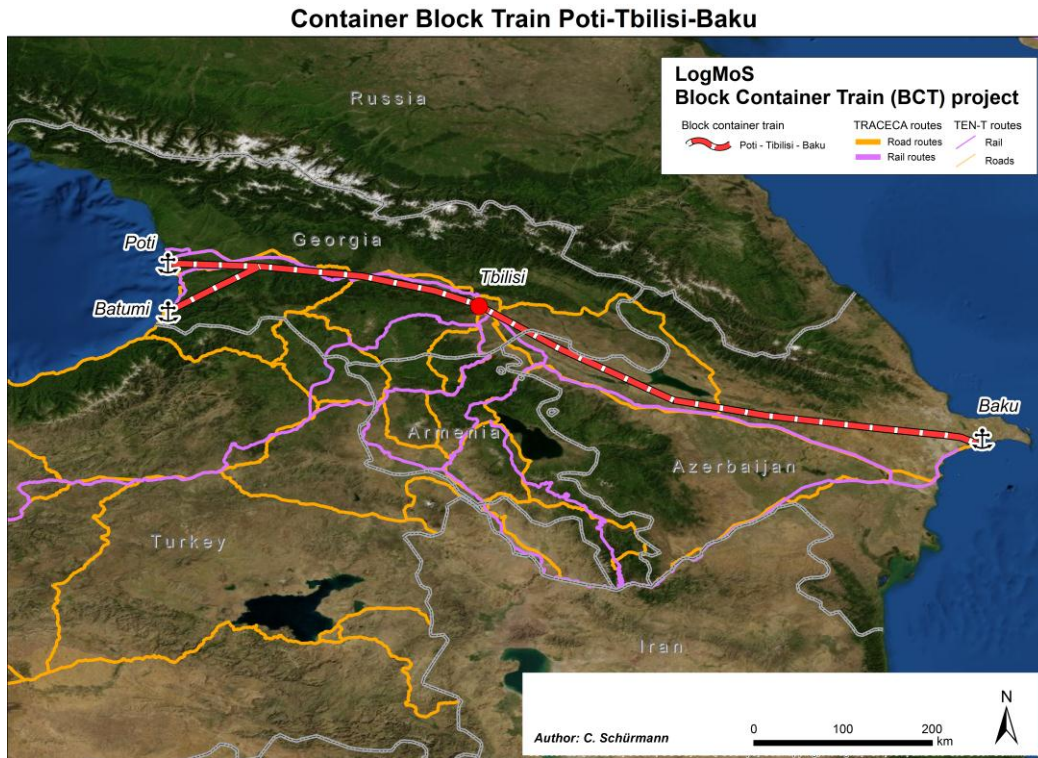 Container Block Train Poti-Tbilisi-Baku
LogMoS
Block Container Train (BCT) project
Block container train
TRACECA routes
TEN-T routes
Poti - Tibilisi - Baku
Road routes
Rail
Rail routes
Roads
Russia
Georgia
Poti
Tbilisi
Batumi
Baku
Armenia
Azerbaijan
Turkey
Iran
N
Author: C. Schürmann
0 100 200
km